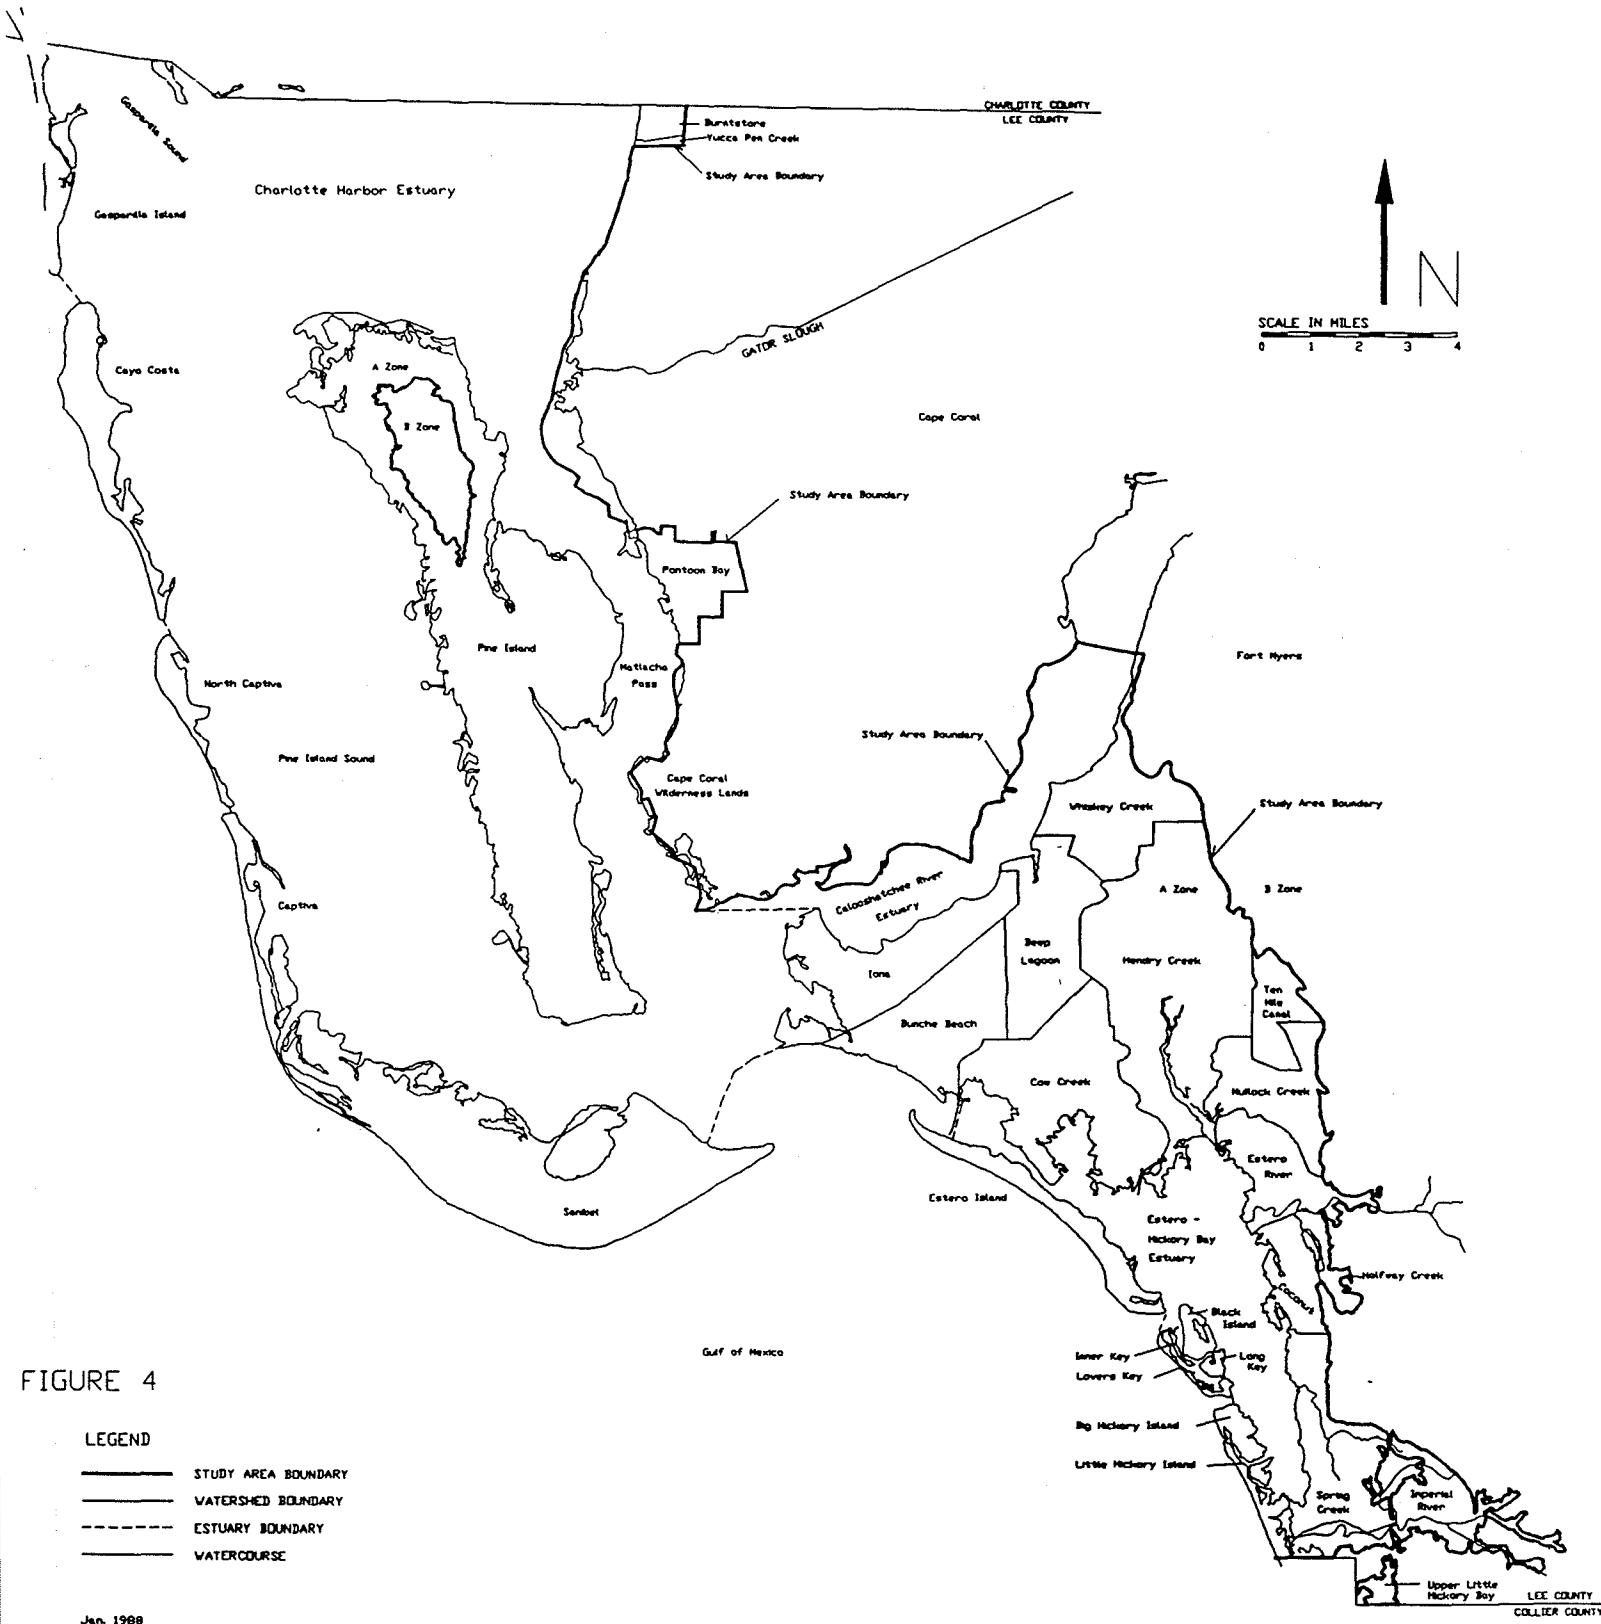 CHARLOTTE COUNTY
LEE COUNTY
Gasparilla Sound
Burntstore
Yucca Pen Creek
Study Area Boundary
Charlotte Harbor Estuary
Gasparilla Island
N
SCALE IN MILES
0 1 2 3 4
GATOR SLOUGH
Cayo Costa
A Zone
B Zone
Cape Coral
Study Area Boundary
Pontoon Bay
Pine Island
Matlacha
Pass
Fort Myers
North Captiva
Study Area Boundary
Pine Island Sound
Cape Coral
Wilderness Lands
Whiskey Creek
Study Area Boundary
A Zone
B Zone
Caloosahatchee River
Estuary
Captiva
Deep
Lagoon
Hendry Creek
Iona
Ten
Mile
Canal
Bunche Beach
Cow Creek
Mullock Creek
Estero
River
Estero Island
Sanibel
Estero -
Hickory Bay
Estuary
Halfway Creek
Coconut
Black
Island
Gulf of Mexico
Inner Key
Long
Key
Lovers Key
FIGURE 4
Big Hickory Island
LEGEND
Little Hickory Island
STUDY AREA BOUNDARY
WATERSHED BOUNDARY
Spring
Creek
Imperial
River
ESTUARY BOUNDARY
WATERCOURSE
Upper Little
Hickory Bay
LEE COUNTY
COLLIER COUNTY
Jan. 1988